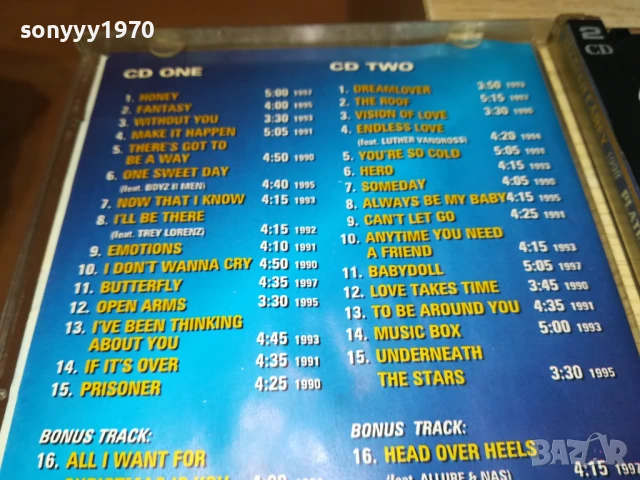 sonyyy1970
CD ONE
1. HONEY 5:00 1997
2. FANTASY 4:00 1995
3. WITHOUT YOU 3:30 1993
4. MAKE IT HAPPEN 5:05 1991
5. THERE'S GOT TO
BE A WAY 4:50 1990
6. ONE SWEET DAY
(feat. BOYZ II MEN) 4:40 1995
7. NOW THAT I KNOW 4:15 1993
8. I'LL BE THERE
(feat. TREY LORENZ) 4:15 1992
9. EMOTIONS 4:10 1991
10. I DON'T WANNA CRY 4:50 1990
11. BUTTERFLY 4:35 1997
12. OPEN ARMS 3:30 1995
13. I'VE BEEN THINKING
ABOUT YOU 4:45 1993
14. IF IT'S OVER 4:35 1991
15. PRISONER 4:25 1990
BONUS TRACK:
16. ALL I WANT FOR
CHRISTMAS IS YOU
CD TWO
1. DREAMLOVER 3:50 1993
2. THE ROOF 5:15 1997
3. VISION OF LOVE 3:30 1990
4. ENDLESS LOVE
(feat. LUTHER VANDROSS) 4:20 1994
5. YOU'RE SO COLD 5:05 1991
6. HERO 4:15 1993
7. SOMEDAY 4:05 1990
8. ALWAYS BE MY BABY 4:15 1995
9. CAN'T LET GO 4:25 1991
10. ANYTIME YOU NEED
A FRIEND 4:15 1993
11. BABYDOLL 5:05 1997
12. LOVE TAKES TIME 3:45 1990
13. TO BE AROUND YOU 4:35 1991
14. MUSIC BOX 5:00 1993
15. UNDERNEATH
THE STARS 3:30 1995
BONUS TRACK:
16. HEAD OVER HEELS
(feat. ALLURE & NAS) 4:15 1997
2
CD
bazar